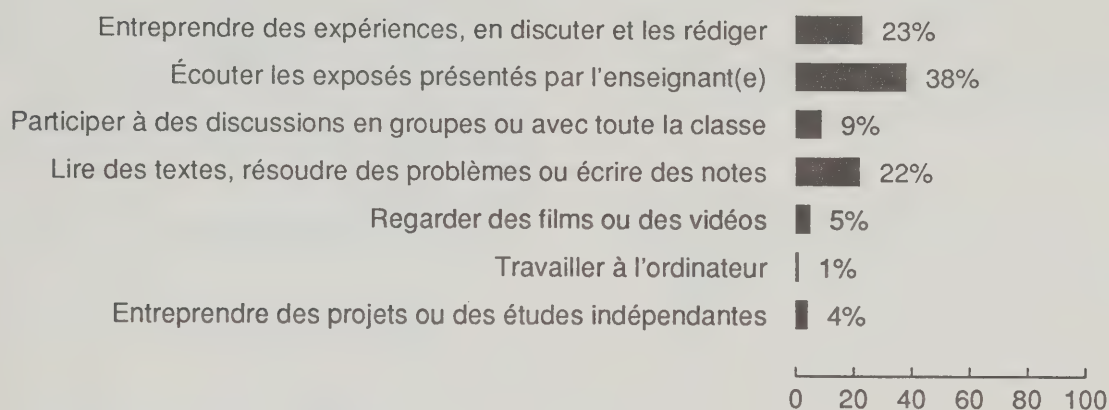 Entreprendre des expériences, en discuter et les rédiger 23%
Écouter les exposés présentés par l'enseignant(e) 38%
Participer à des discussions en groupes ou avec toute la classe 9%
Lire des textes, résoudre des problèmes ou écrire des notes 22%
Regarder des films ou des vidéos 5%
Travailler à l'ordinateur 1%
Entreprendre des projets ou des études indépendantes 4%
0 20 40 60 80 100